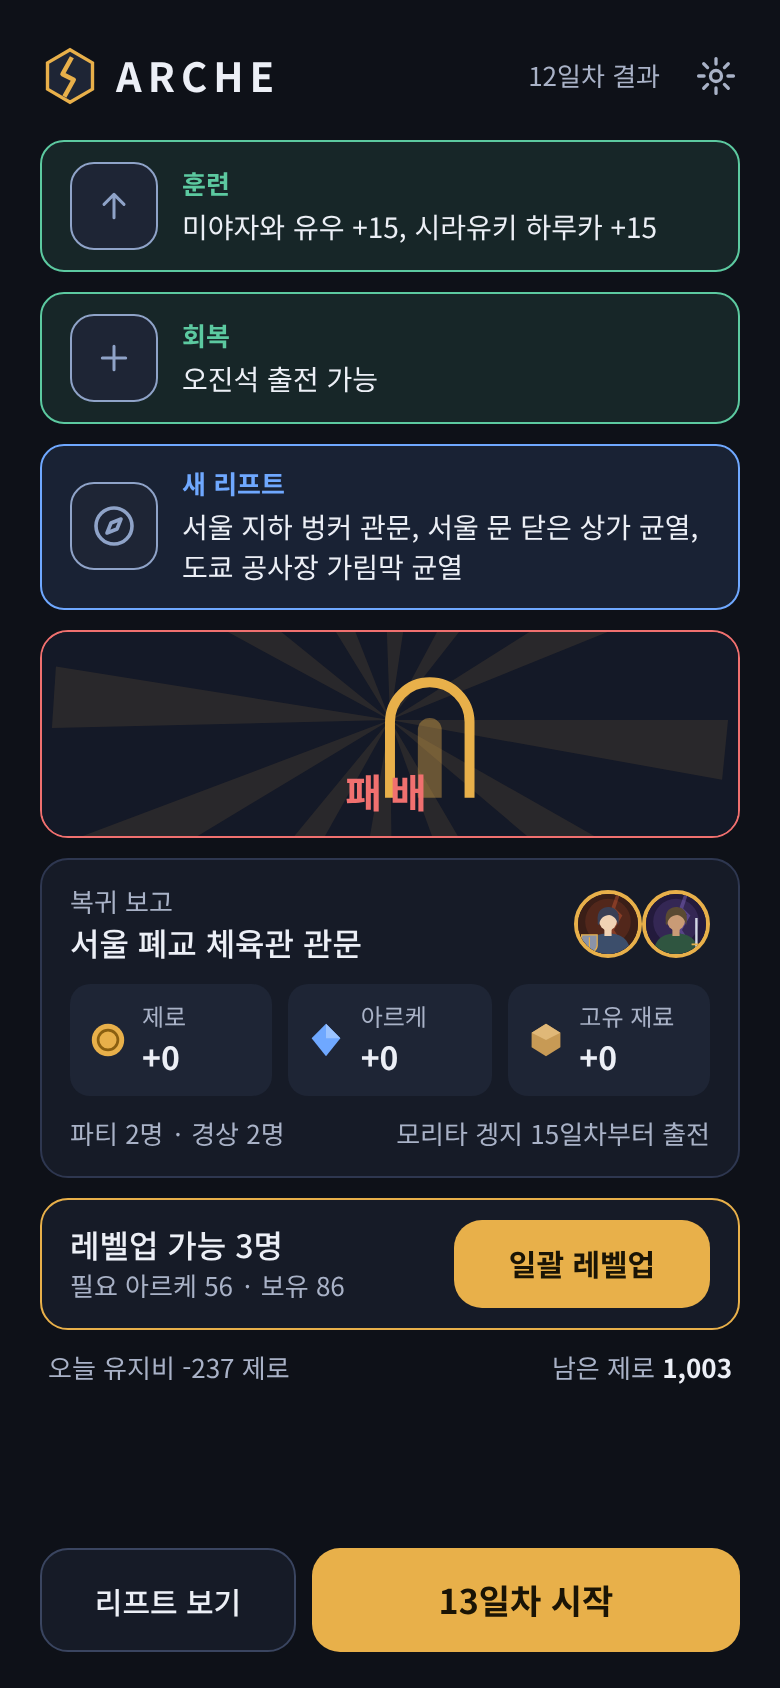 ARCHE
12일차 결과
훈련
미야자와 유우 +15, 시라유키 하루카 +15
회복
오진석 출전 가능
새 리프트
서울 지하 벙커 관문, 서울 문 닫은 상가 균열,
도쿄 공사장 가림막 균열
패배
복귀 보고
서울 폐교 체육관 관문
제로
+0
아르케
+0
고유 재료
+0
파티 2명 · 경상 2명
모리타 겡지 15일차부터 출전
레벨업 가능 3명
필요 아르케 56 · 보유 86
일괄 레벨업
오늘 유지비 -237 제로
남은 제로 1,003
리프트 보기
13일차 시작